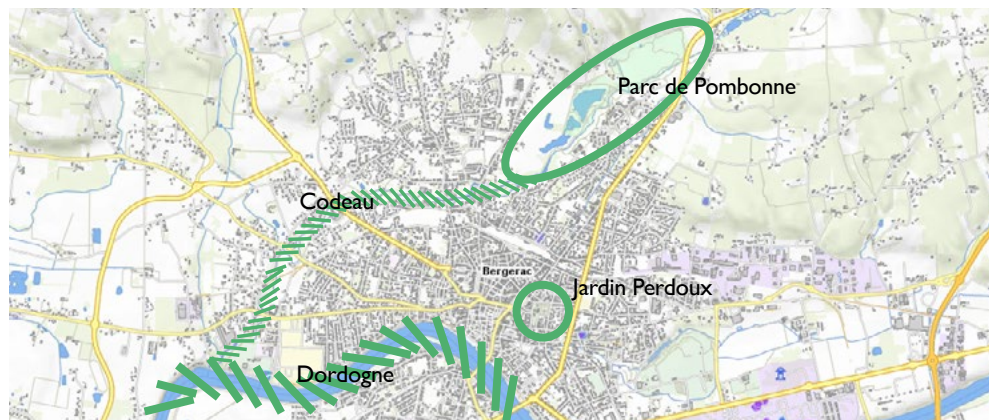 Parc de Pombonne
Codeau
Bergerac
Jardin Perdoux
Dordogne